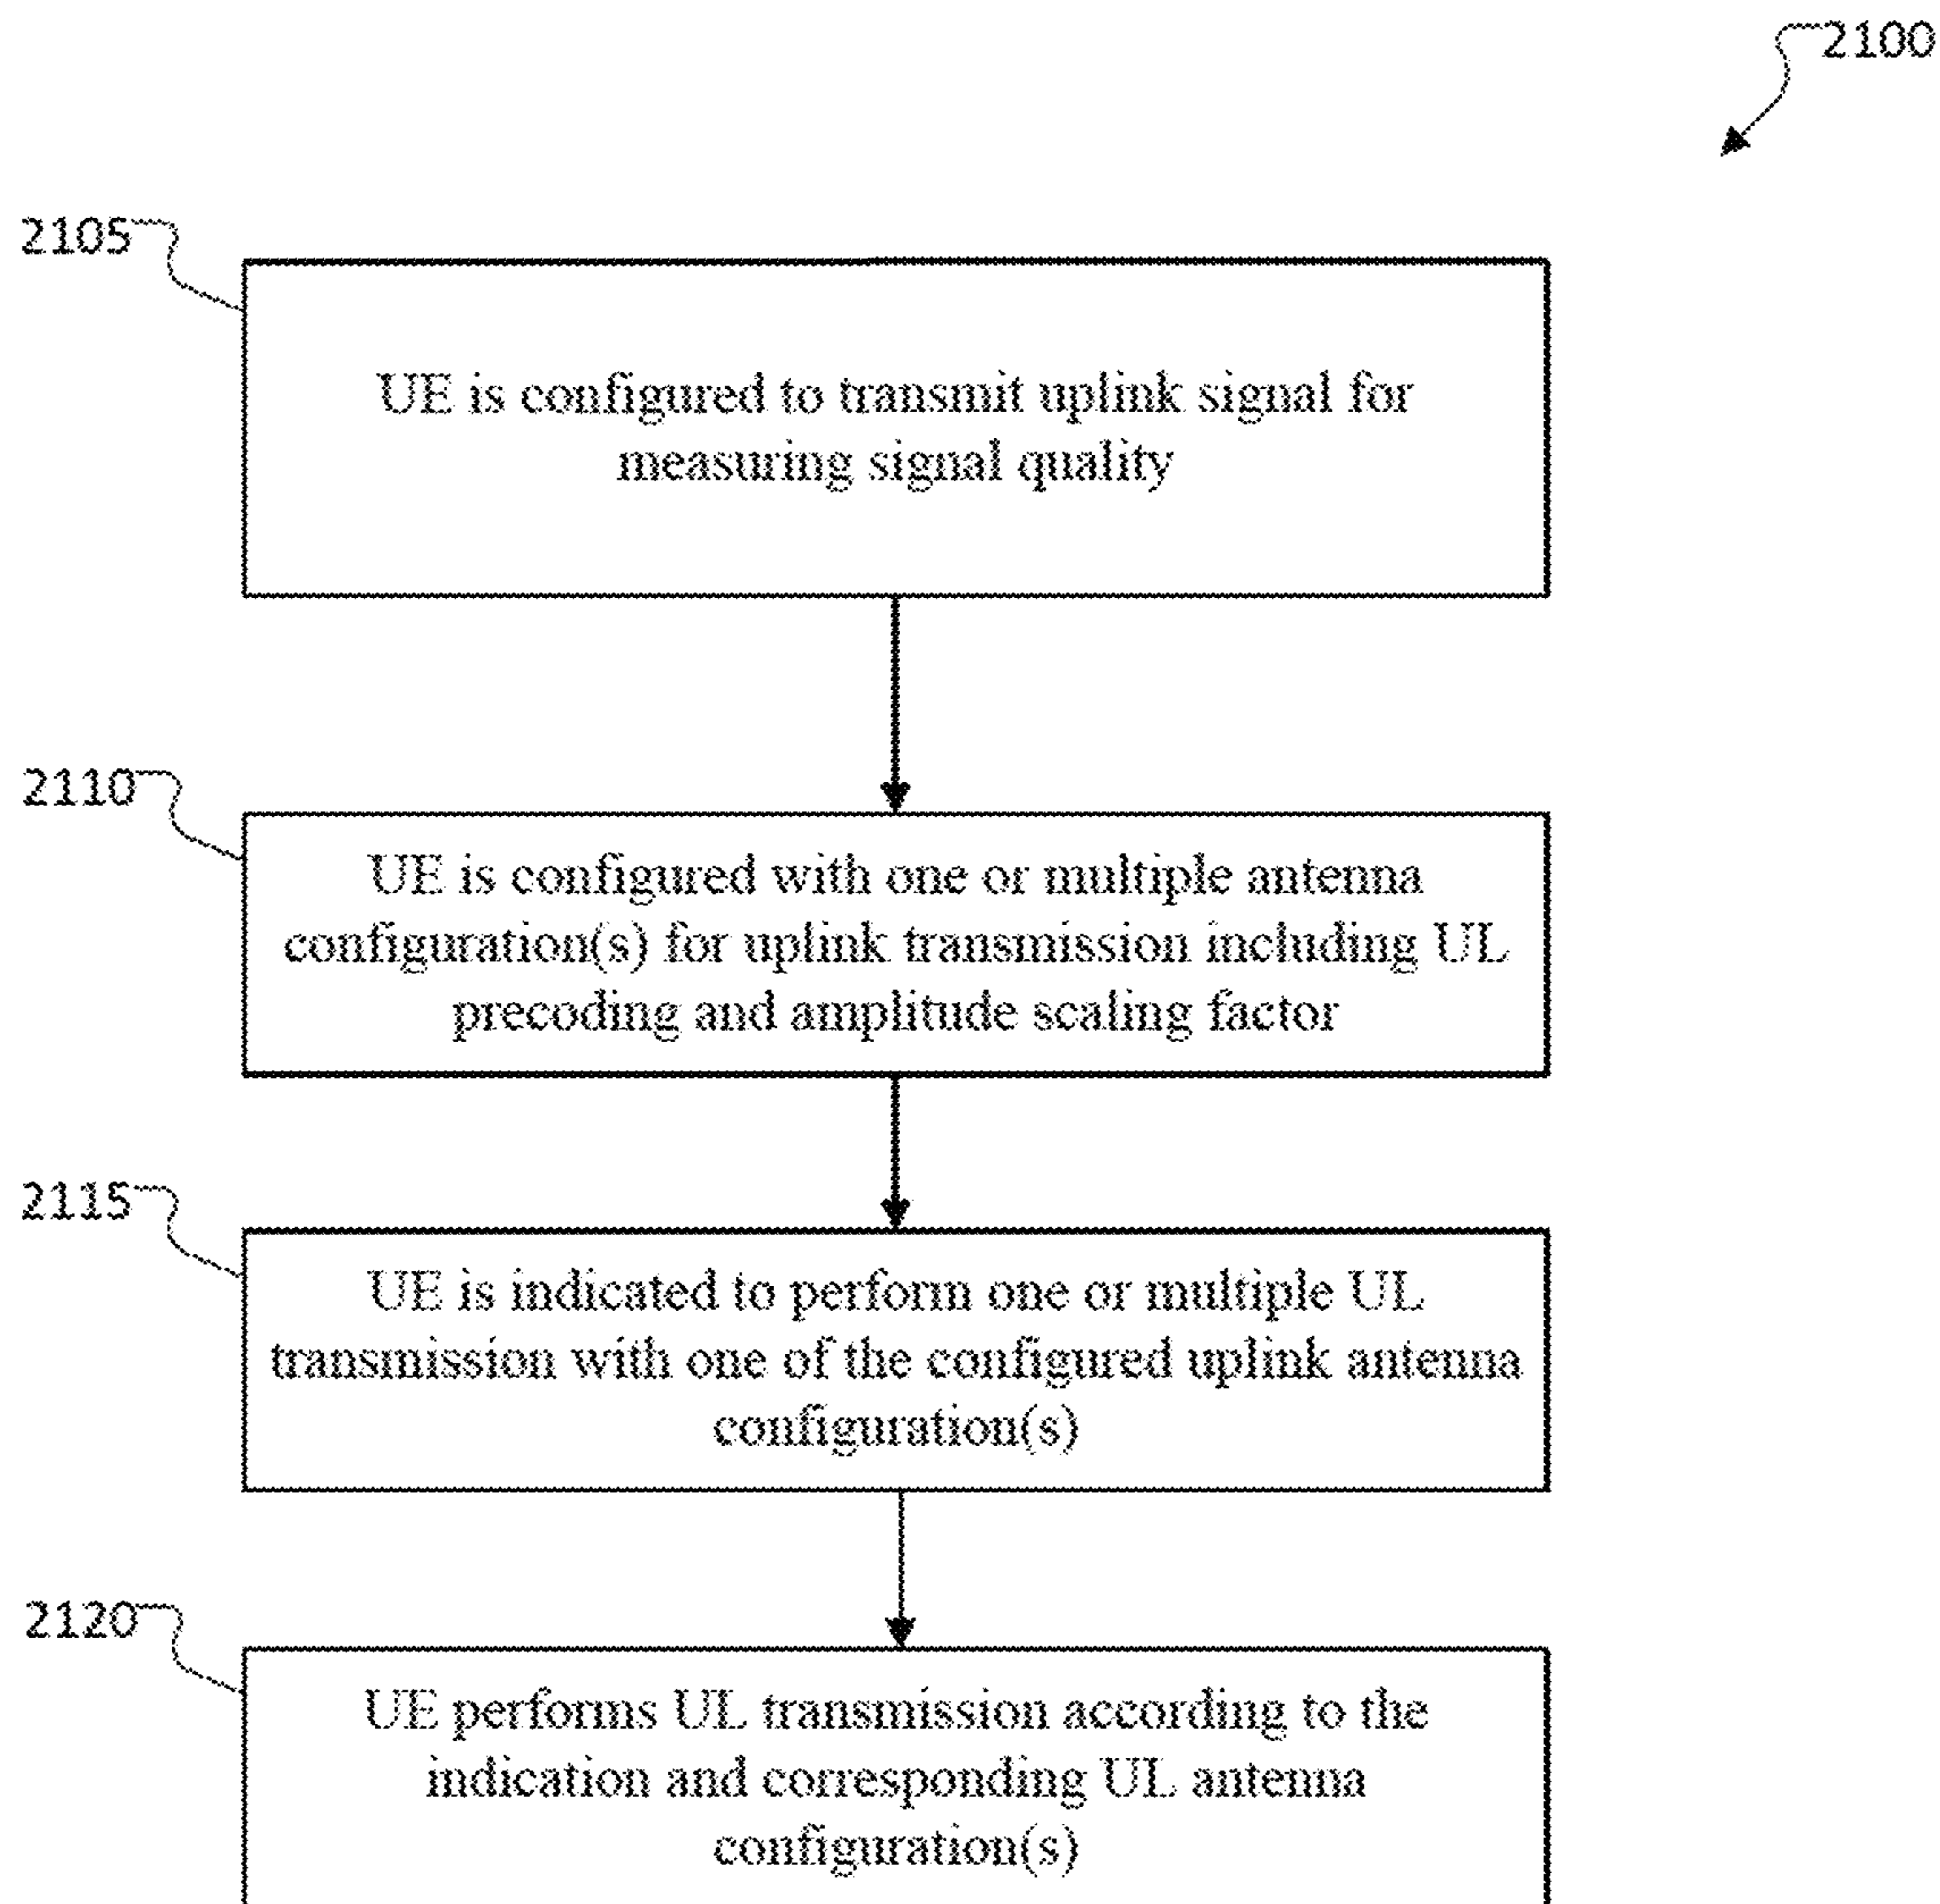 2100
2105
UE is configured to transmit uplink signal for
measuring signal quality
2110
UE is configured with one or multiple antenna
configuration(s) for uplink transmission including UL
precoding and amplitude scaling factor
2115
UE is indicated to perform one or multiple UL
transmission with one of the configured uplink antenna
configuration(s)
2120
UE performs UL transmission according to the
indication and corresponding UL antenna
configuration(s)